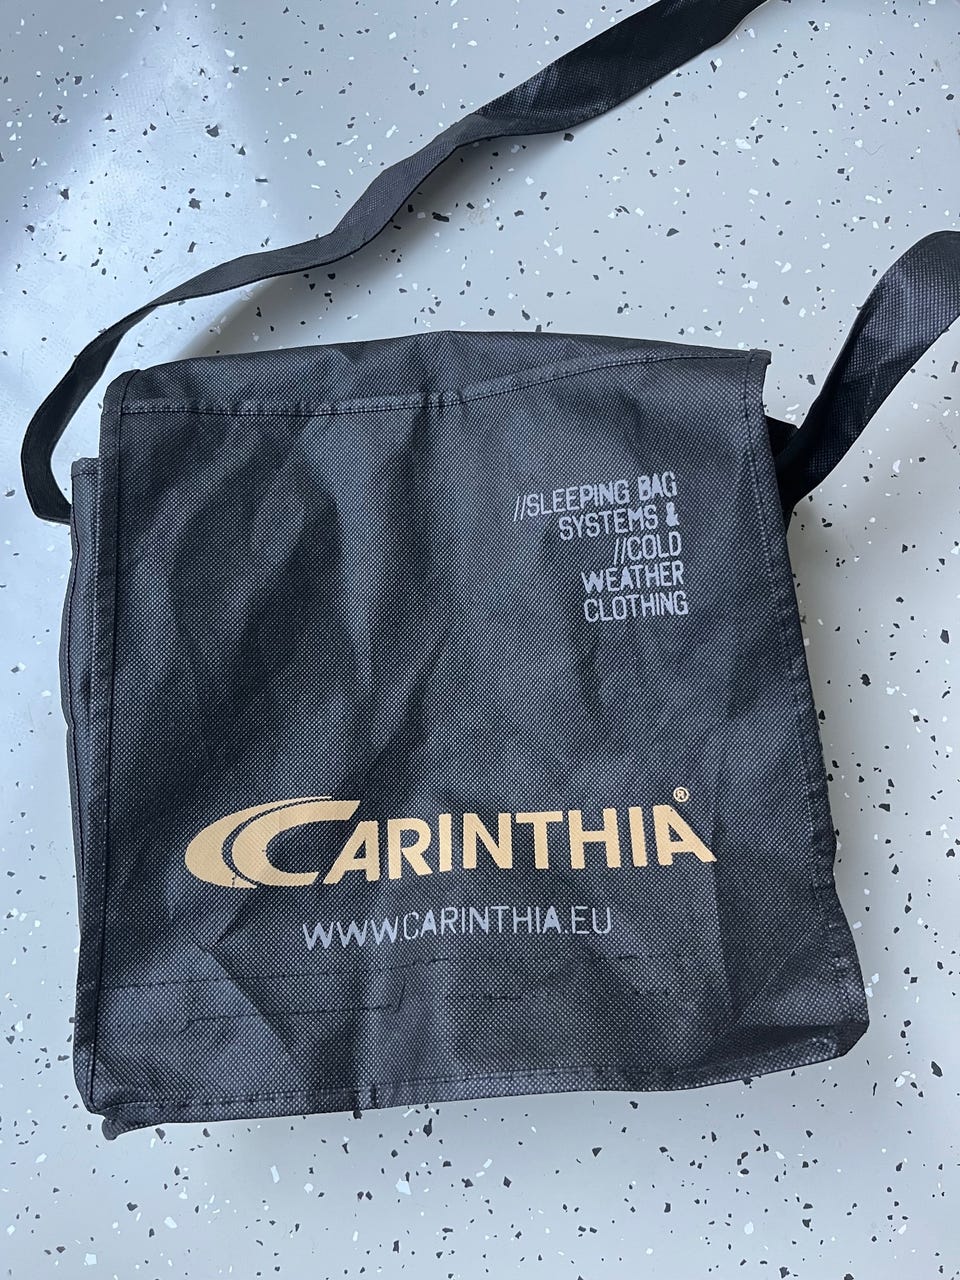 //SLEEPING BAG
SYSTEMS &
//COLD
WEATHER
CLOTHING
CARINTHIA®
WWW.CARINTHIA.EU